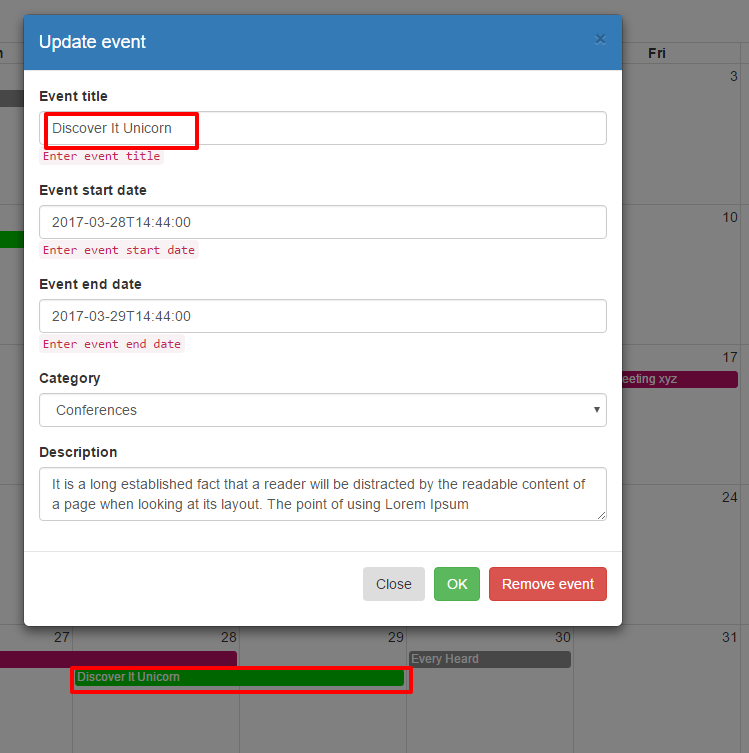 Update event
×
Fri
3
Event title
Discover It Unicorn
Enter event title
Event start date
2017-03-28T14:44:00
10
Enter event start date
Event end date
2017-03-29T14:44:00
Enter event end date
17
Category
eeting xyz
Conferences
Description
It is a long established fact that a reader will be distracted by the readable content of
a page when looking at its layout. The point of using Lorem Ipsum
24
Close OK Remove event
27 28 29 30 31
Every Heard
Discover It Unicorn